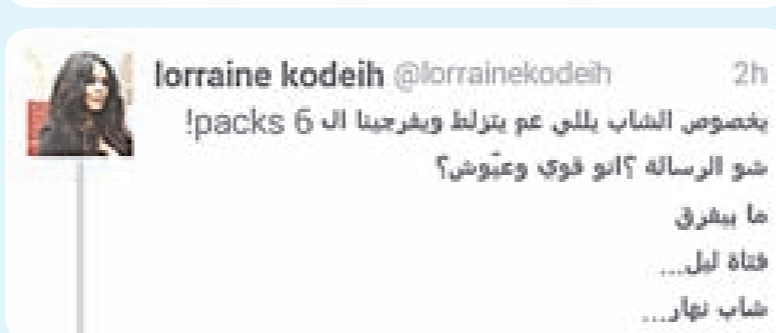 lorraine kodeih @lorrainekodeih 2h
بخصوص الشاب يللي عم يتزلط ويفرجينا ال 6 packs!
شو الرسالة ؟انو قوي وعبّوش؟
ما بيفرق
فتاة ليل...
شاب نهار...